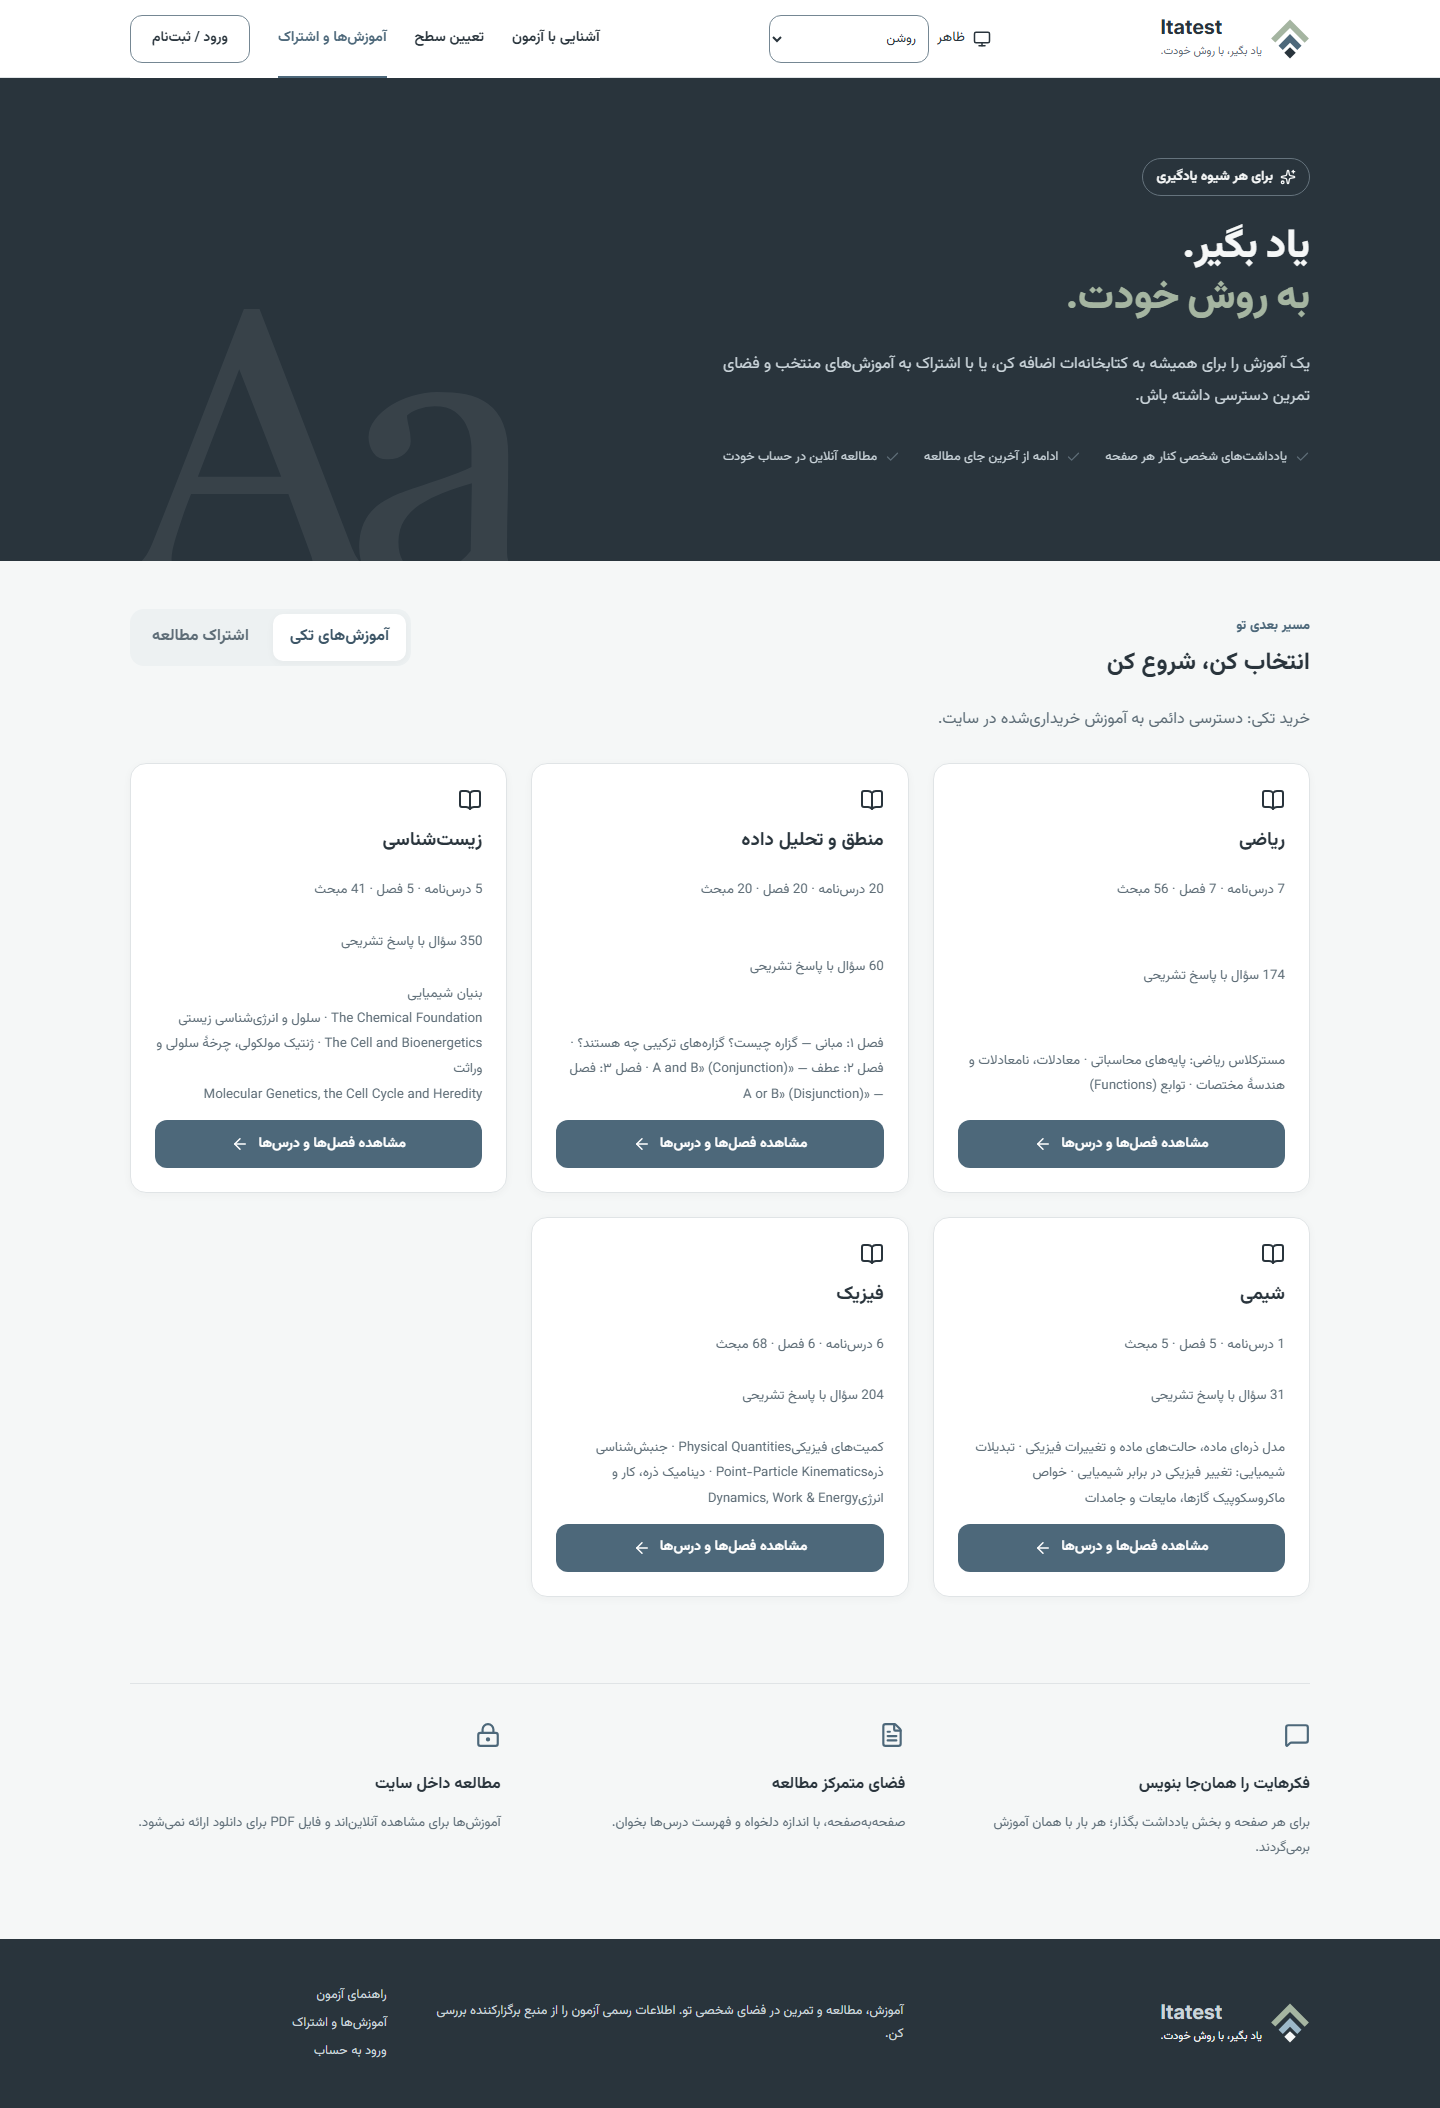 Itatest
یاد بگیر، با روش خودت.
ظاهر
روشن
آشنایی با آزمون
تعیین سطح
آموزش‌ها و اشتراک
ورود / ثبت‌نام
برای هر شیوه یادگیری
یاد بگیر.
به روش خودت.
یک آموزش را برای همیشه به کتابخانه‌ات اضافه کن، یا با اشتراک به آموزش‌های منتخب و فضای
تمرین دسترسی داشته باش.
یادداشت‌های شخصی کنار هر صفحه
ادامه از آخرین جای مطالعه
مطالعه آنلاین در حساب خودت
Aa
مسیر بعدی تو
انتخاب کن، شروع کن
آموزش‌های تکی
اشتراک مطالعه
خرید تکی: دسترسی دائمی به آموزش خریداری‌شده در سایت.
ریاضی
7 درس‌نامه · 7 فصل · 56 مبحث
174 سؤال با پاسخ تشریحی
مسترکلاس ریاضی: پایه‌های محاسباتی · معادلات، نامعادلات و
هندسهٔ مختصات · توابع (Functions)
مشاهده فصل‌ها و درس‌ها
منطق و تحلیل داده
20 درس‌نامه · 20 فصل · 20 مبحث
60 سؤال با پاسخ تشریحی
فصل ۱: مبانی — گزاره چیست؟ گزاره‌های ترکیبی چه هستند؟ ·
فصل ۲: عطف — «A and B» (Conjunction) · فصل ۳: فصل
— «A or B» (Disjunction)
مشاهده فصل‌ها و درس‌ها
زیست‌شناسی
5 درس‌نامه · 5 فصل · 41 مبحث
350 سؤال با پاسخ تشریحی
بنیان شیمیایی
The Chemical Foundation · سلول و انرژی‌شناسی زیستی
The Cell and Bioenergetics · ژنتیک مولکولی، چرخهٔ سلولی و
وراثت
Molecular Genetics, the Cell Cycle and Heredity
مشاهده فصل‌ها و درس‌ها
شیمی
1 درس‌نامه · 5 فصل · 5 مبحث
31 سؤال با پاسخ تشریحی
مدل ذره‌ای ماده، حالت‌های ماده و تغییرات فیزیکی · تبدیلات
شیمیایی: تغییر فیزیکی در برابر شیمیایی · خواص
ماکروسکوپیک گازها، مایعات و جامدات
مشاهده فصل‌ها و درس‌ها
فیزیک
6 درس‌نامه · 6 فصل · 68 مبحث
204 سؤال با پاسخ تشریحی
کمیت‌های فیزیکیPhysical Quantities · جنبش‌شناسی
ذرهPoint-Particle Kinematics · دینامیک ذره، کار و
انرژیDynamics, Work & Energy
مشاهده فصل‌ها و درس‌ها
فکرهایت را همان‌جا بنویس
برای هر صفحه و بخش یادداشت بگذار؛ هر بار با همان آموزش
برمی‌گردند.
فضای متمرکز مطالعه
صفحه‌به‌صفحه، با اندازه دلخواه و فهرست درس‌ها بخوان.
مطالعه داخل سایت
آموزش‌ها برای مشاهده آنلاین‌اند و فایل PDF برای دانلود ارائه نمی‌شود.
Itatest
یاد بگیر، با روش خودت.
آموزش، مطالعه و تمرین در فضای شخصی تو. اطلاعات رسمی آزمون را از منبع برگزارکننده بررسی
کن.
راهنمای آزمون
آموزش‌ها و اشتراک
ورود به حساب